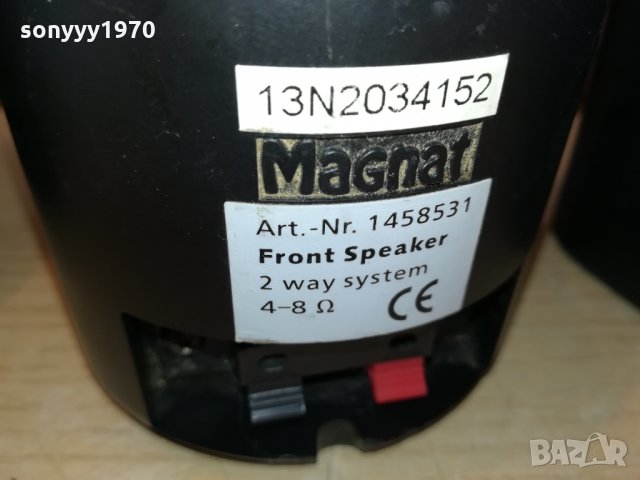 sonyyy1970
13N2034152
Magnat
Art.-Nr. 1458531
Front Speaker
2 way system
4–8 Ω CE
BAZAR